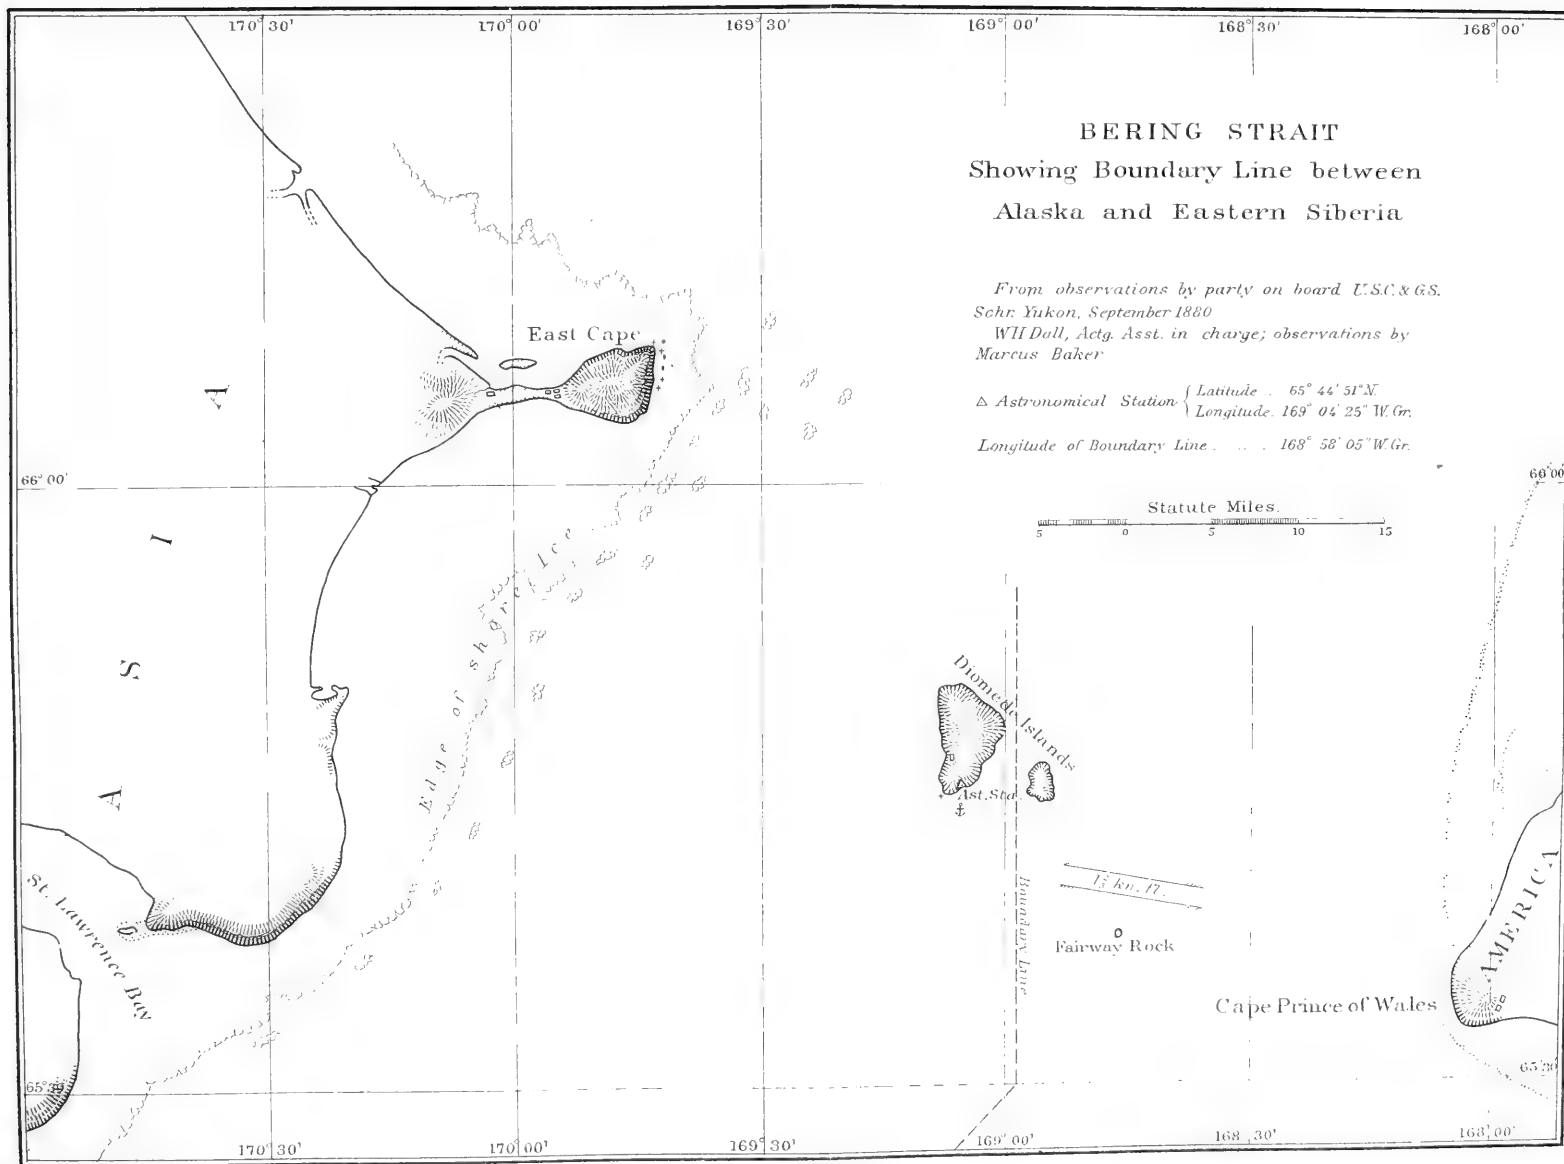 170° 30'
170° 00'
169° 30'
169° 00'
168° 30'
168° 00'
BERING STRAIT
Showing Boundary Line between
Alaska and Eastern Siberia
From observations by party on board U.S.C.& G.S.
Schr. Yukon, September 1880
WH Dall, Actg. Asst. in charge; observations by
Marcus Baker
△ Astronomical Station { Latitude . 65° 44' 51" N.
Longitude. 169° 04' 25" W. Gr.
Longitude of Boundary Line . .. . 168° 58' 05" W. Gr.
Statute Miles.
5 0 5 10 15
East Cape
ASIA
66° 00'
66° 00'
Edge of shore Ice
Diomede Islands
Ast. Sta.
Boundary Line
kn.
Fairway Rock
AMERICA
Cape Prince of Wales
St. Lawrence Bay
65° 30'
170° 30'
170° 00'
169° 30'
169° 00'
168° 30'
168° 00'